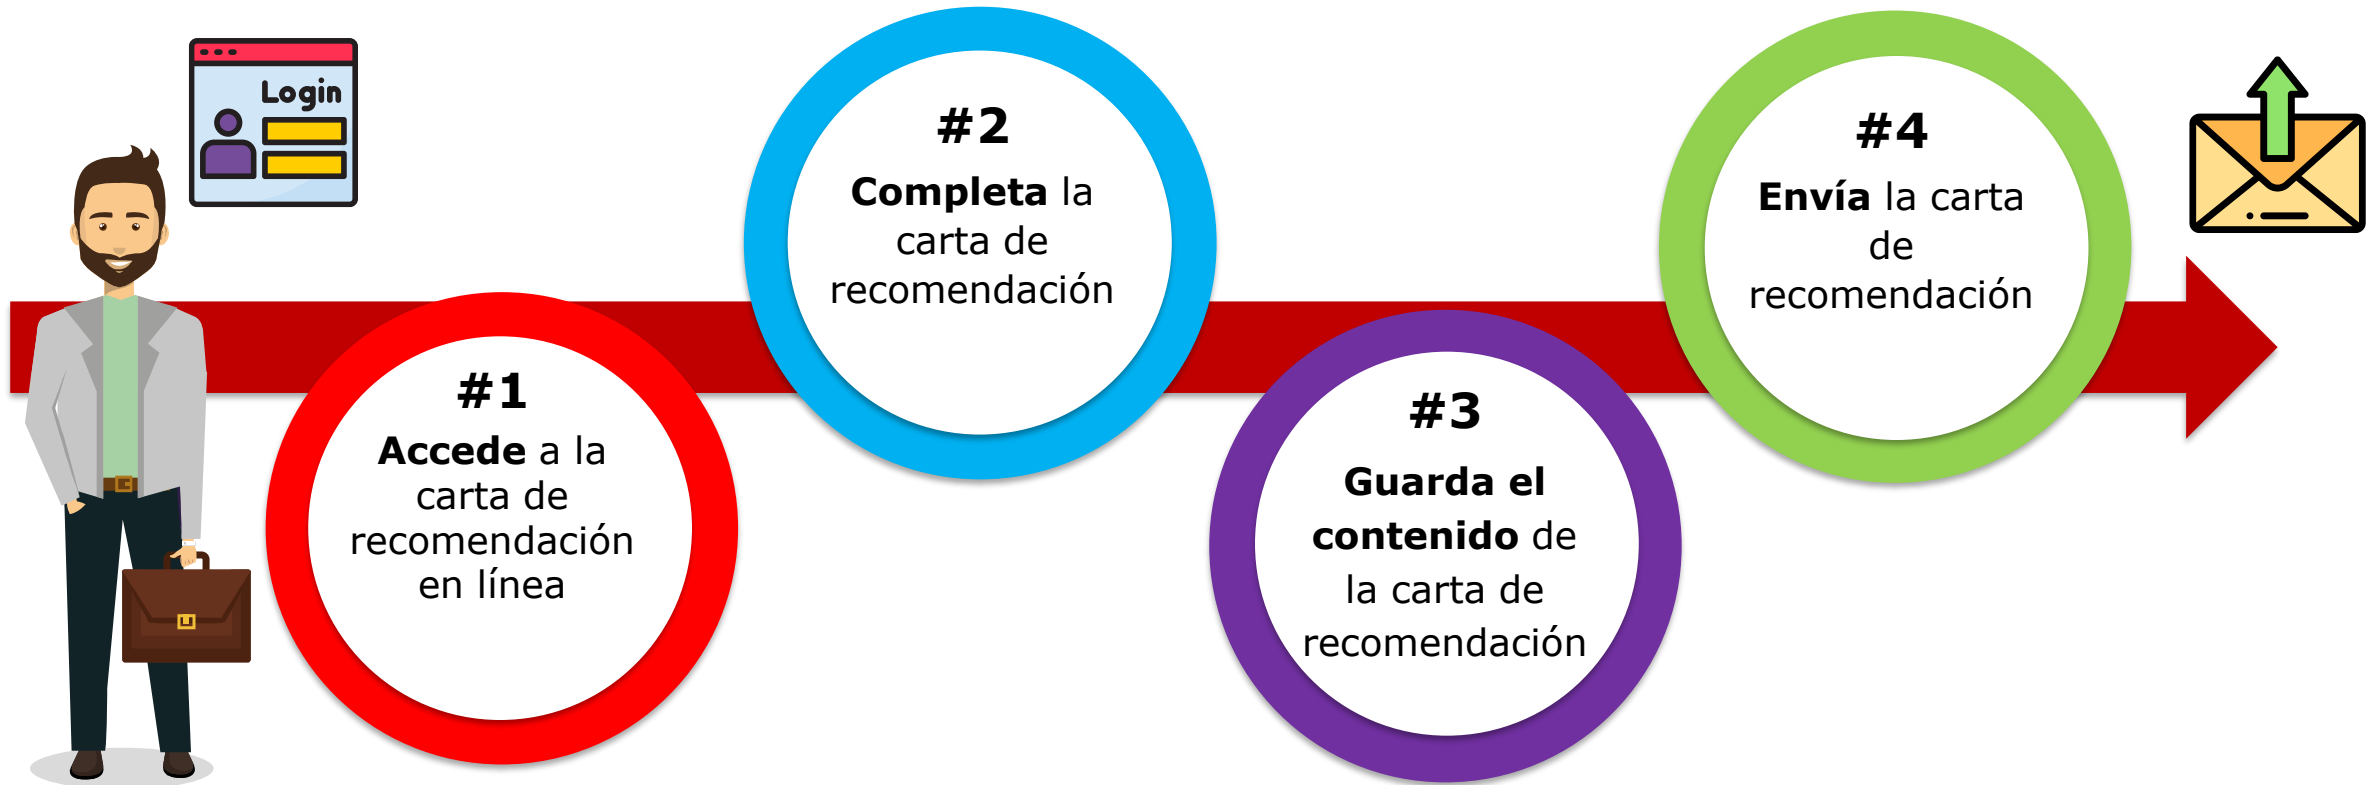 Login
#1
Accede a la
carta de
recomendación
en línea
#2
Completa la
carta de
recomendación
#3
Guarda el
contenido de
la carta de
recomendación
#4
Envía la carta
de
recomendación